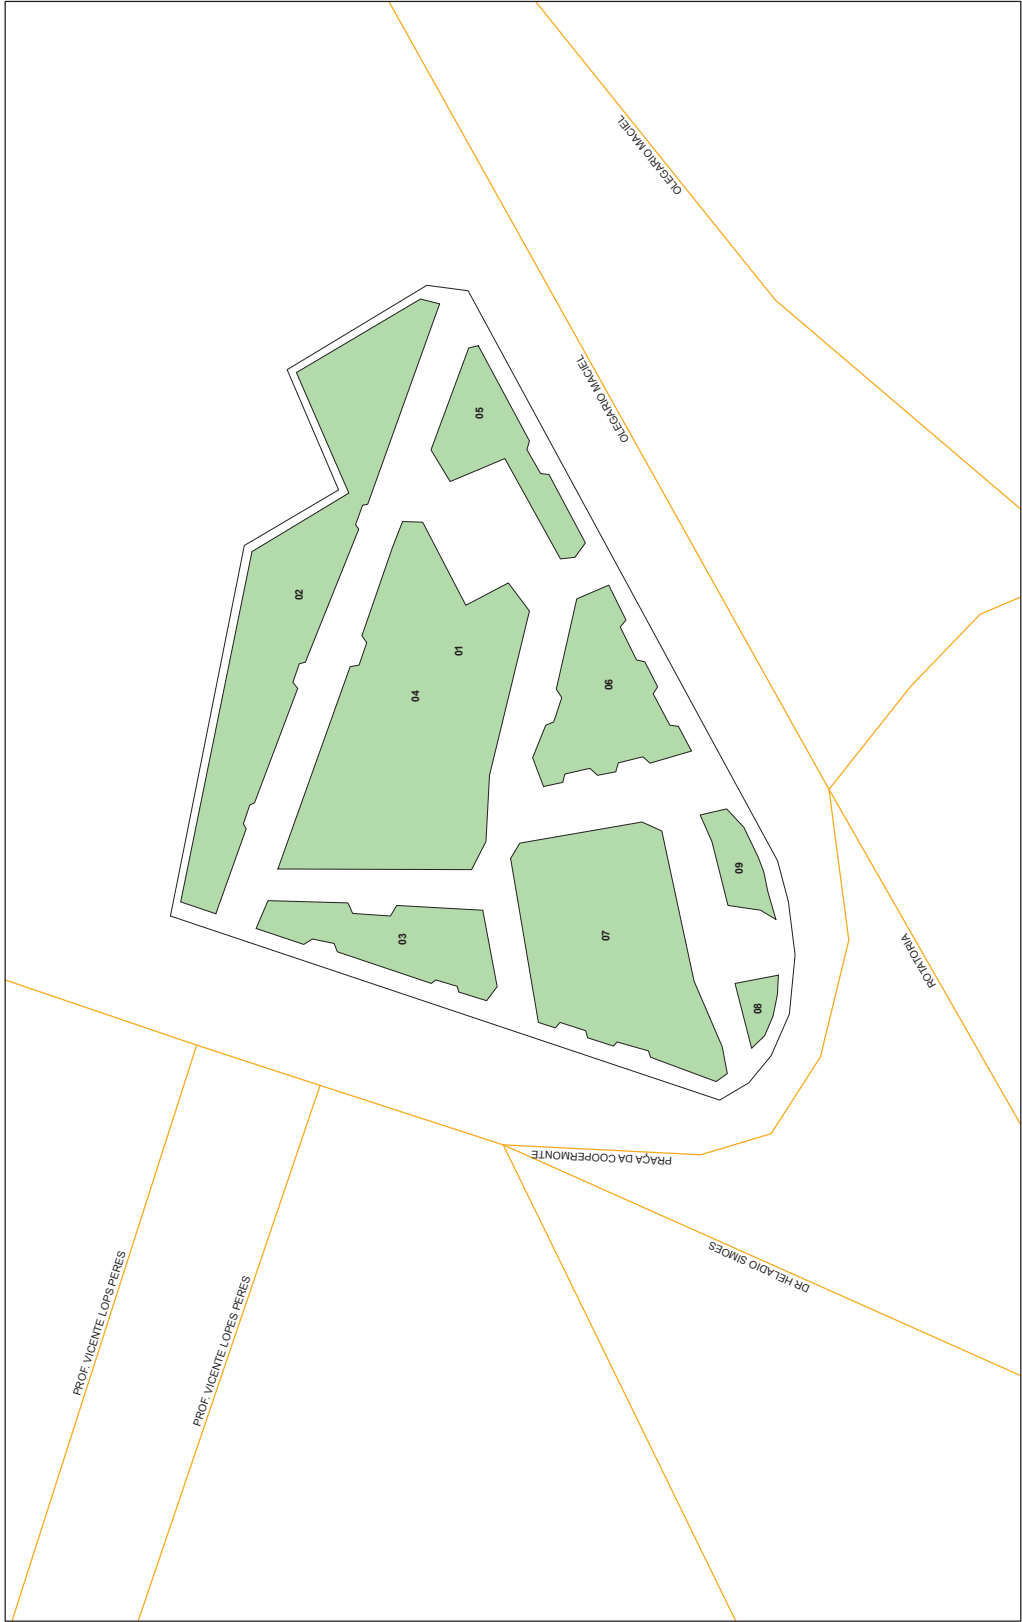 OLEGARIO MACIEL
OLEGARIO MACIEL
05
02
01
04
06
09
03
07
ROTATORIA
08
PRAÇA DA COOPERMONTE
DR HELADIO SIMOES
PROF. VICENTE LOPS PERES
PROF. VICENTE LOPES PERES